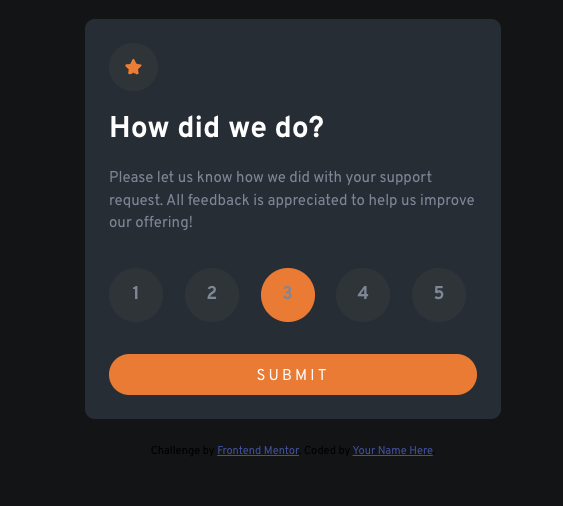 How did we do?
Please let us know how we did with your support
request. All feedback is appreciated to help us improve
our offering!
1 2 3 4 5
SUBMIT
Challenge by Frontend Mentor. Coded by Your Name Here.